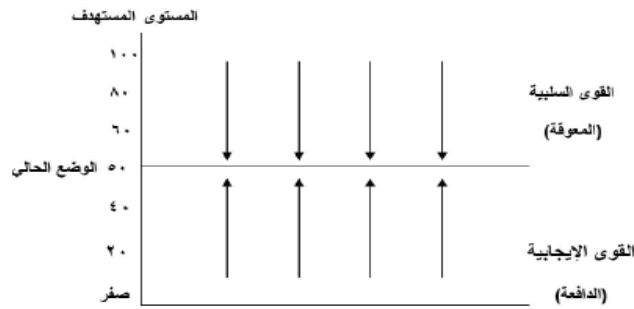 المستوى المستهدف
١٠٠
٨٠
القوى السلبية
٦٠
(المعوقة)
٥٠ الوضع الحالي
٤٠
٢٠
القوى الإيجابية
صفر
(الدافعة)